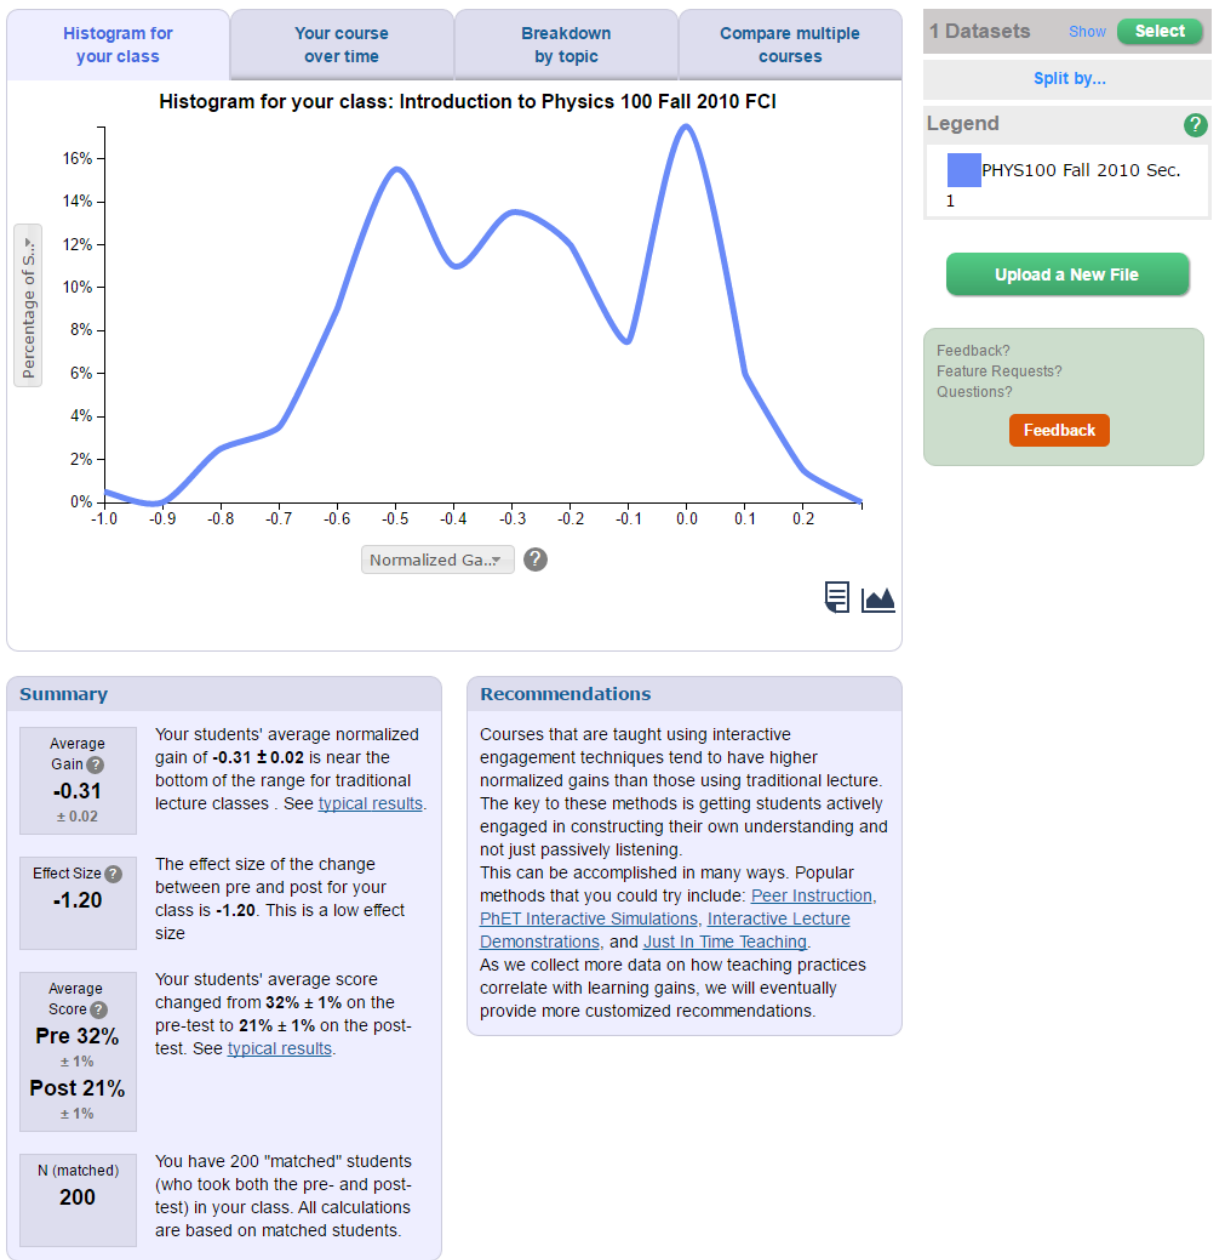 Histogram for
your class
Your course
over time
Breakdown
by topic
Compare multiple
courses
Histogram for your class: Introduction to Physics 100 Fall 2010 FCI
Percentage of S...
16%
14%
12%
10%
8%
6%
4%
2%
0%
-1.0 -0.9 -0.8 -0.7 -0.6 -0.5 -0.4 -0.3 -0.2 -0.1 0.0 0.1 0.2
Normalized Ga... ?
1 Datasets Show Select
Split by...
Legend ?
PHYS100 Fall 2010 Sec.
1
Upload a New File
Feedback?
Feature Requests?
Questions?
Feedback
Summary
Average
Gain ?
-0.31
± 0.02
Your students' average normalized
gain of -0.31 ± 0.02 is near the
bottom of the range for traditional
lecture classes . See typical results.
Effect Size ?
-1.20
The effect size of the change
between pre and post for your
class is -1.20. This is a low effect
size
Average
Score ?
Pre 32%
± 1%
Post 21%
± 1%
Your students' average score
changed from 32% ± 1% on the
pre-test to 21% ± 1% on the post-
test. See typical results.
N (matched)
200
You have 200 "matched" students
(who took both the pre- and post-
test) in your class. All calculations
are based on matched students.
Recommendations
Courses that are taught using interactive
engagement techniques tend to have higher
normalized gains than those using traditional lecture.
The key to these methods is getting students actively
engaged in constructing their own understanding and
not just passively listening.
This can be accomplished in many ways. Popular
methods that you could try include: Peer Instruction,
PhET Interactive Simulations, Interactive Lecture
Demonstrations, and Just In Time Teaching.
As we collect more data on how teaching practices
correlate with learning gains, we will eventually
provide more customized recommendations.